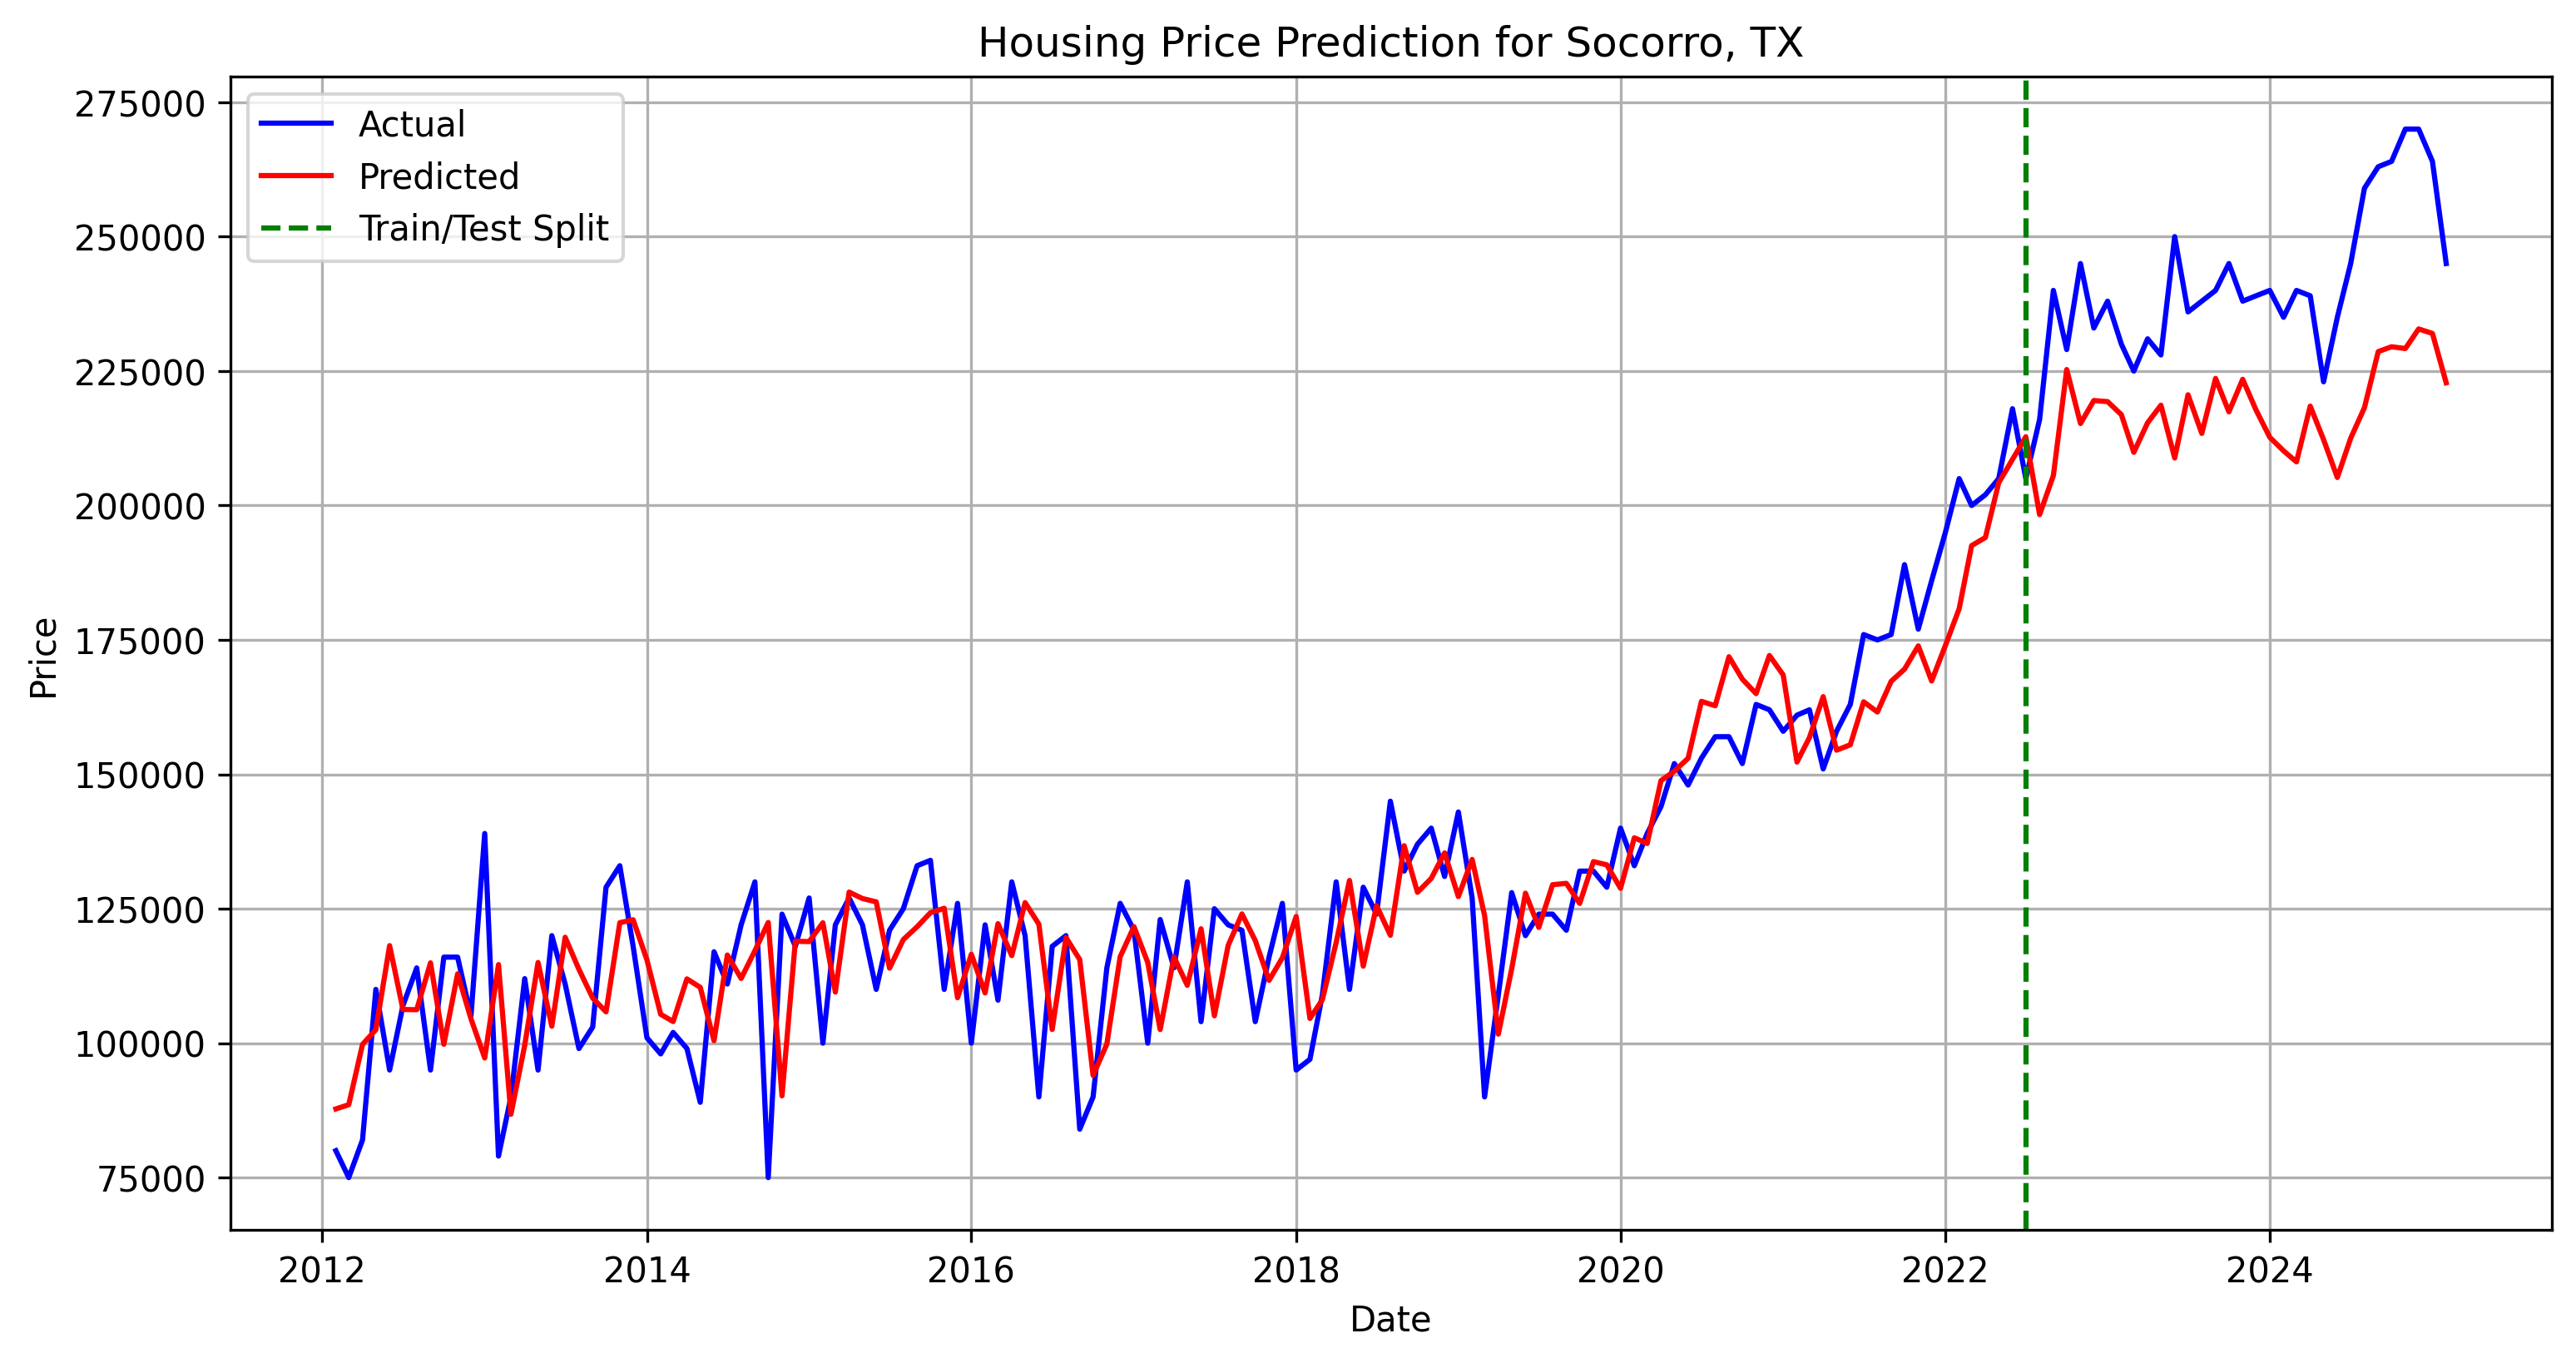 Housing Price Prediction for Socorro, TX
275000
250000
225000
200000
175000
150000
125000
100000
75000
Price
Actual
Predicted
Train/Test Split
2012
2014
2016
2018
2020
2022
2024
Date